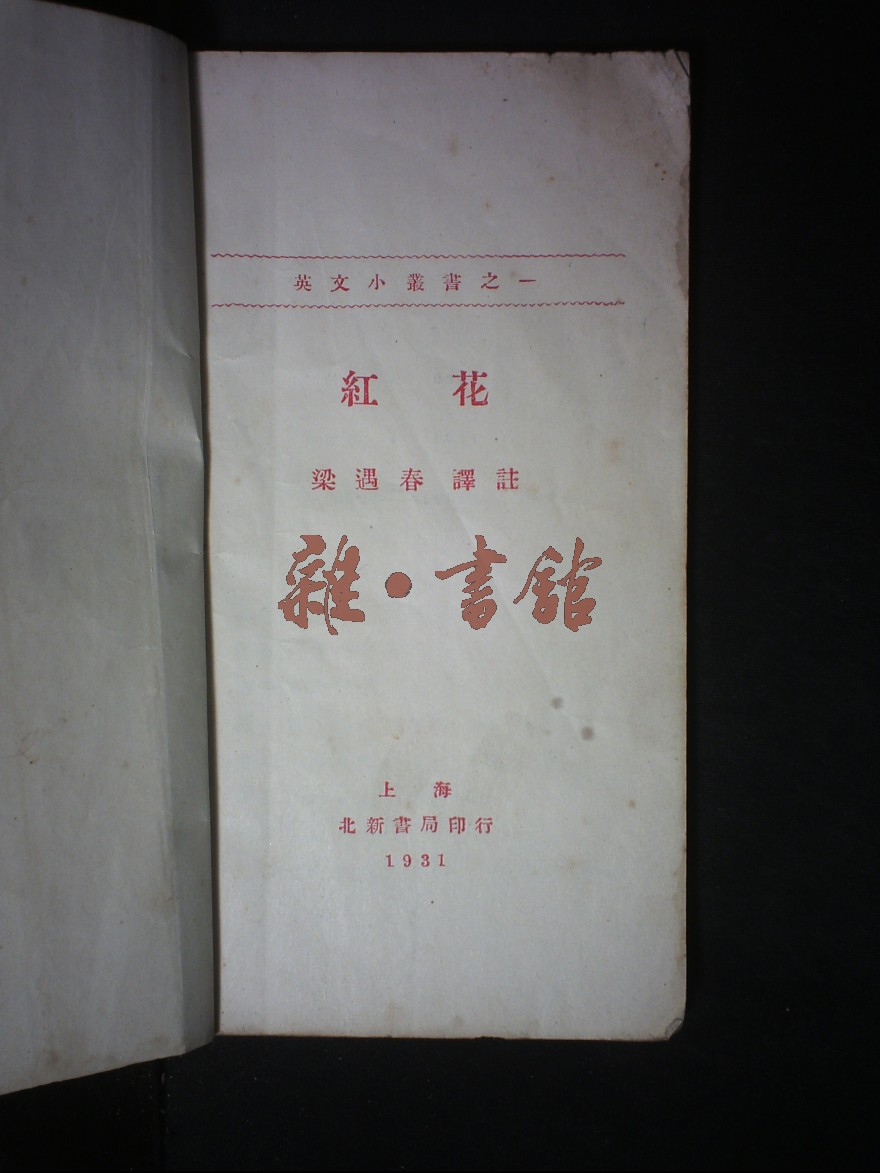 英文小叢書之一
紅花
梁遇春譯註
雜·書館
上海
北新書局印行
1931